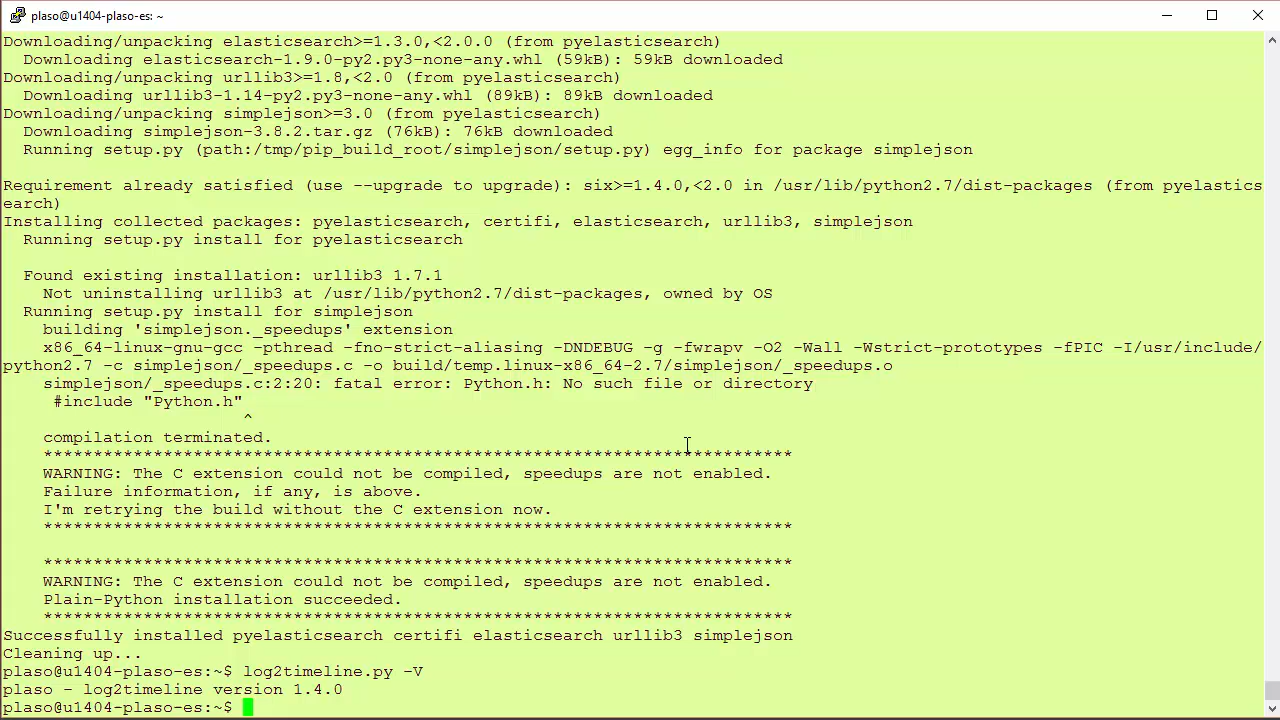 plaso@u1404-plaso-es: ~
Downloading/unpacking elasticsearch>=1.3.0,<2.0.0 (from pyelasticsearch)
  Downloading elasticsearch-1.9.0-py2.py3-none-any.whl (59kB): 59kB downloaded
Downloading/unpacking urllib3>=1.8,<2.0 (from pyelasticsearch)
  Downloading urllib3-1.14-py2.py3-none-any.whl (89kB): 89kB downloaded
Downloading/unpacking simplejson>=3.0 (from pyelasticsearch)
  Downloading simplejson-3.8.2.tar.gz (76kB): 76kB downloaded
  Running setup.py (path:/tmp/pip_build_root/simplejson/setup.py) egg_info for package simplejson

Requirement already satisfied (use --upgrade to upgrade): six>=1.4.0,<2.0 in /usr/lib/python2.7/dist-packages (from pyelastics
earch)
Installing collected packages: pyelasticsearch, certifi, elasticsearch, urllib3, simplejson
  Running setup.py install for pyelasticsearch

  Found existing installation: urllib3 1.7.1
    Not uninstalling urllib3 at /usr/lib/python2.7/dist-packages, owned by OS
  Running setup.py install for simplejson
    building 'simplejson._speedups' extension
    x86_64-linux-gnu-gcc -pthread -fno-strict-aliasing -DNDEBUG -g -fwrapv -O2 -Wall -Wstrict-prototypes -fPIC -I/usr/include/
python2.7 -c simplejson/_speedups.c -o build/temp.linux-x86_64-2.7/simplejson/_speedups.o
    simplejson/_speedups.c:2:20: fatal error: Python.h: No such file or directory
     #include "Python.h"
                        ^
    compilation terminated.
    ***************************************************************************
    WARNING: The C extension could not be compiled, speedups are not enabled.
    Failure information, if any, is above.
    I'm retrying the build without the C extension now.
    ***************************************************************************

    ***************************************************************************
    WARNING: The C extension could not be compiled, speedups are not enabled.
    Plain-Python installation succeeded.
    ***************************************************************************
Successfully installed pyelasticsearch certifi elasticsearch urllib3 simplejson
Cleaning up...
plaso@u1404-plaso-es:~$ log2timeline.py -V
plaso - log2timeline version 1.4.0
plaso@u1404-plaso-es:~$